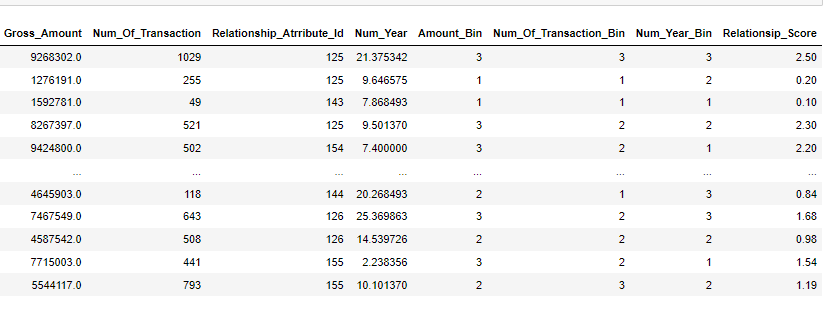 Gross_Amount Num_Of_Transaction Relationship_Atrribute_Id Num_Year Amount_Bin Num_Of_Transaction_Bin Num_Year_Bin Relationsip_Score
9268302.0 1029 125 21.375342 3 3 3 2.50
1276191.0 255 125 9.646575 1 1 2 0.20
1592781.0 49 143 7.868493 1 1 1 0.10
8267397.0 521 125 9.501370 3 2 2 2.30
9424800.0 502 154 7.400000 3 2 1 2.20
... ... ... ... ... ... ... ...
4645903.0 118 144 20.268493 2 1 3 0.84
7467549.0 643 126 25.369863 3 2 3 1.68
4587542.0 508 126 14.539726 2 2 2 0.98
7715003.0 441 155 2.238356 3 2 1 1.54
5544117.0 793 155 10.101370 2 3 2 1.19